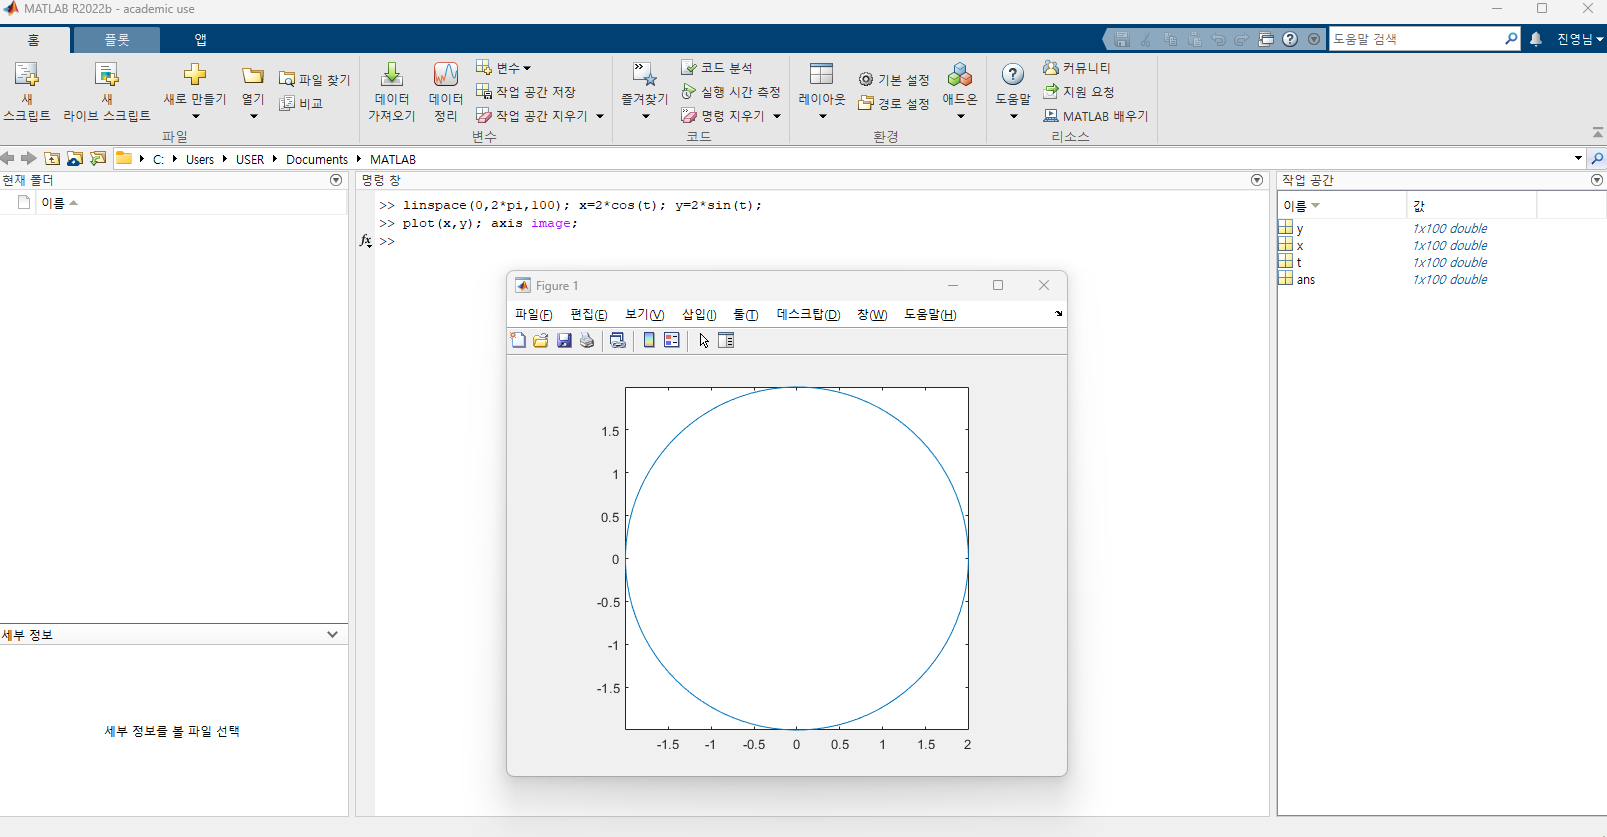 MATLAB R2022b - academic use
홈 플롯 앱 도움말 검색 진영님
새 스크립트
새 라이브 스크립트
새로 만들기
열기
파일 찾기
비교
파일
데이터 가져오기
데이터 정리
변수
작업 공간 저장
작업 공간 지우기
변수
즐겨찾기
코드 분석
실행 시간 측정
명령 지우기
코드
레이아웃
기본 설정
경로 설정
애드온
환경
도움말
커뮤니티
지원 요청
MATLAB 배우기
리소스
C: Users USER Documents MATLAB
현재 폴더
이름
세부 정보
세부 정보를 볼 파일 선택
명령 창
>> linspace(0,2*pi,100); x=2*cos(t); y=2*sin(t);
>> plot(x,y); axis image;
fx >>
Figure 1
파일(F) 편집(E) 보기(V) 삽입(I) 툴(T) 데스크탑(D) 창(W) 도움말(H)
1.5
1
0.5
0
-0.5
-1
-1.5
-1.5 -1 -0.5 0 0.5 1 1.5 2
작업 공간
이름 값
y 1x100 double
x 1x100 double
t 1x100 double
ans 1x100 double